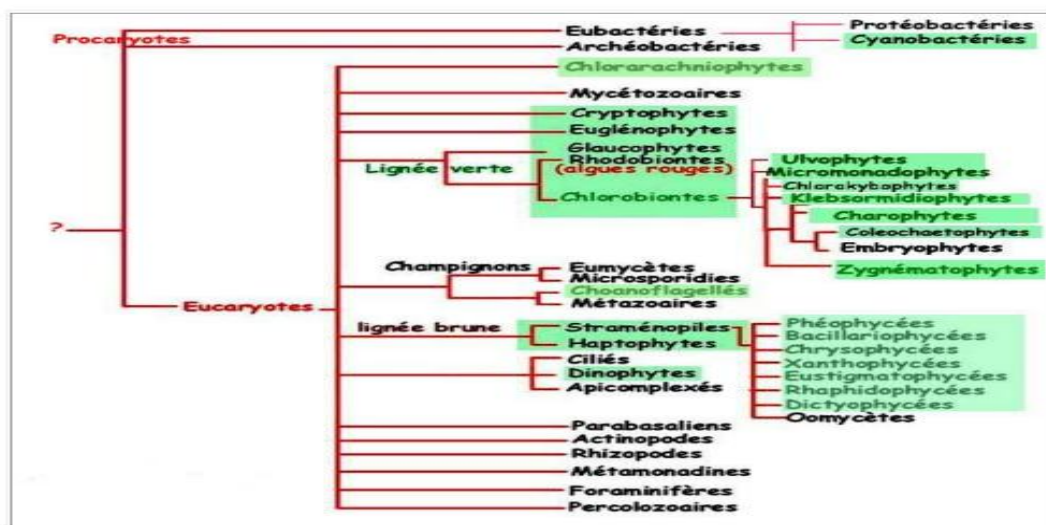 Procaryotes
Eubactéries
Archéobactéries
Protéobactéries
Cyanobactéries
Chlorarachniophytes
Mycétozoaires
Cryptophytes
Euglénophytes
Lignée verte
Glaucophytes
Rhodobiontes
(algues rouges)
Chlorobiontes
Ulvophytes
Micromonadophytes
Chlorokybophytes
Klebsormidiophytes
Charophytes
Coleochaetophytes
Embryophytes
Zygnématophytes
?
Eucaryotes
Champignons
Eumycètes
Microsporidies
Choanoflagellés
Métazoaires
lignée brune
Straménopiles
Haptophytes
Phéophycées
Bacillariophycées
Chrysophycées
Xanthophycées
Eustigmatophycées
Rhaphidophycées
Dictyophycées
Oomycètes
Ciliés
Dinophytes
Apicomplexés
Parabasaliens
Actinopodes
Rhizopodes
Métamonadines
Foraminifères
Percolozoaires